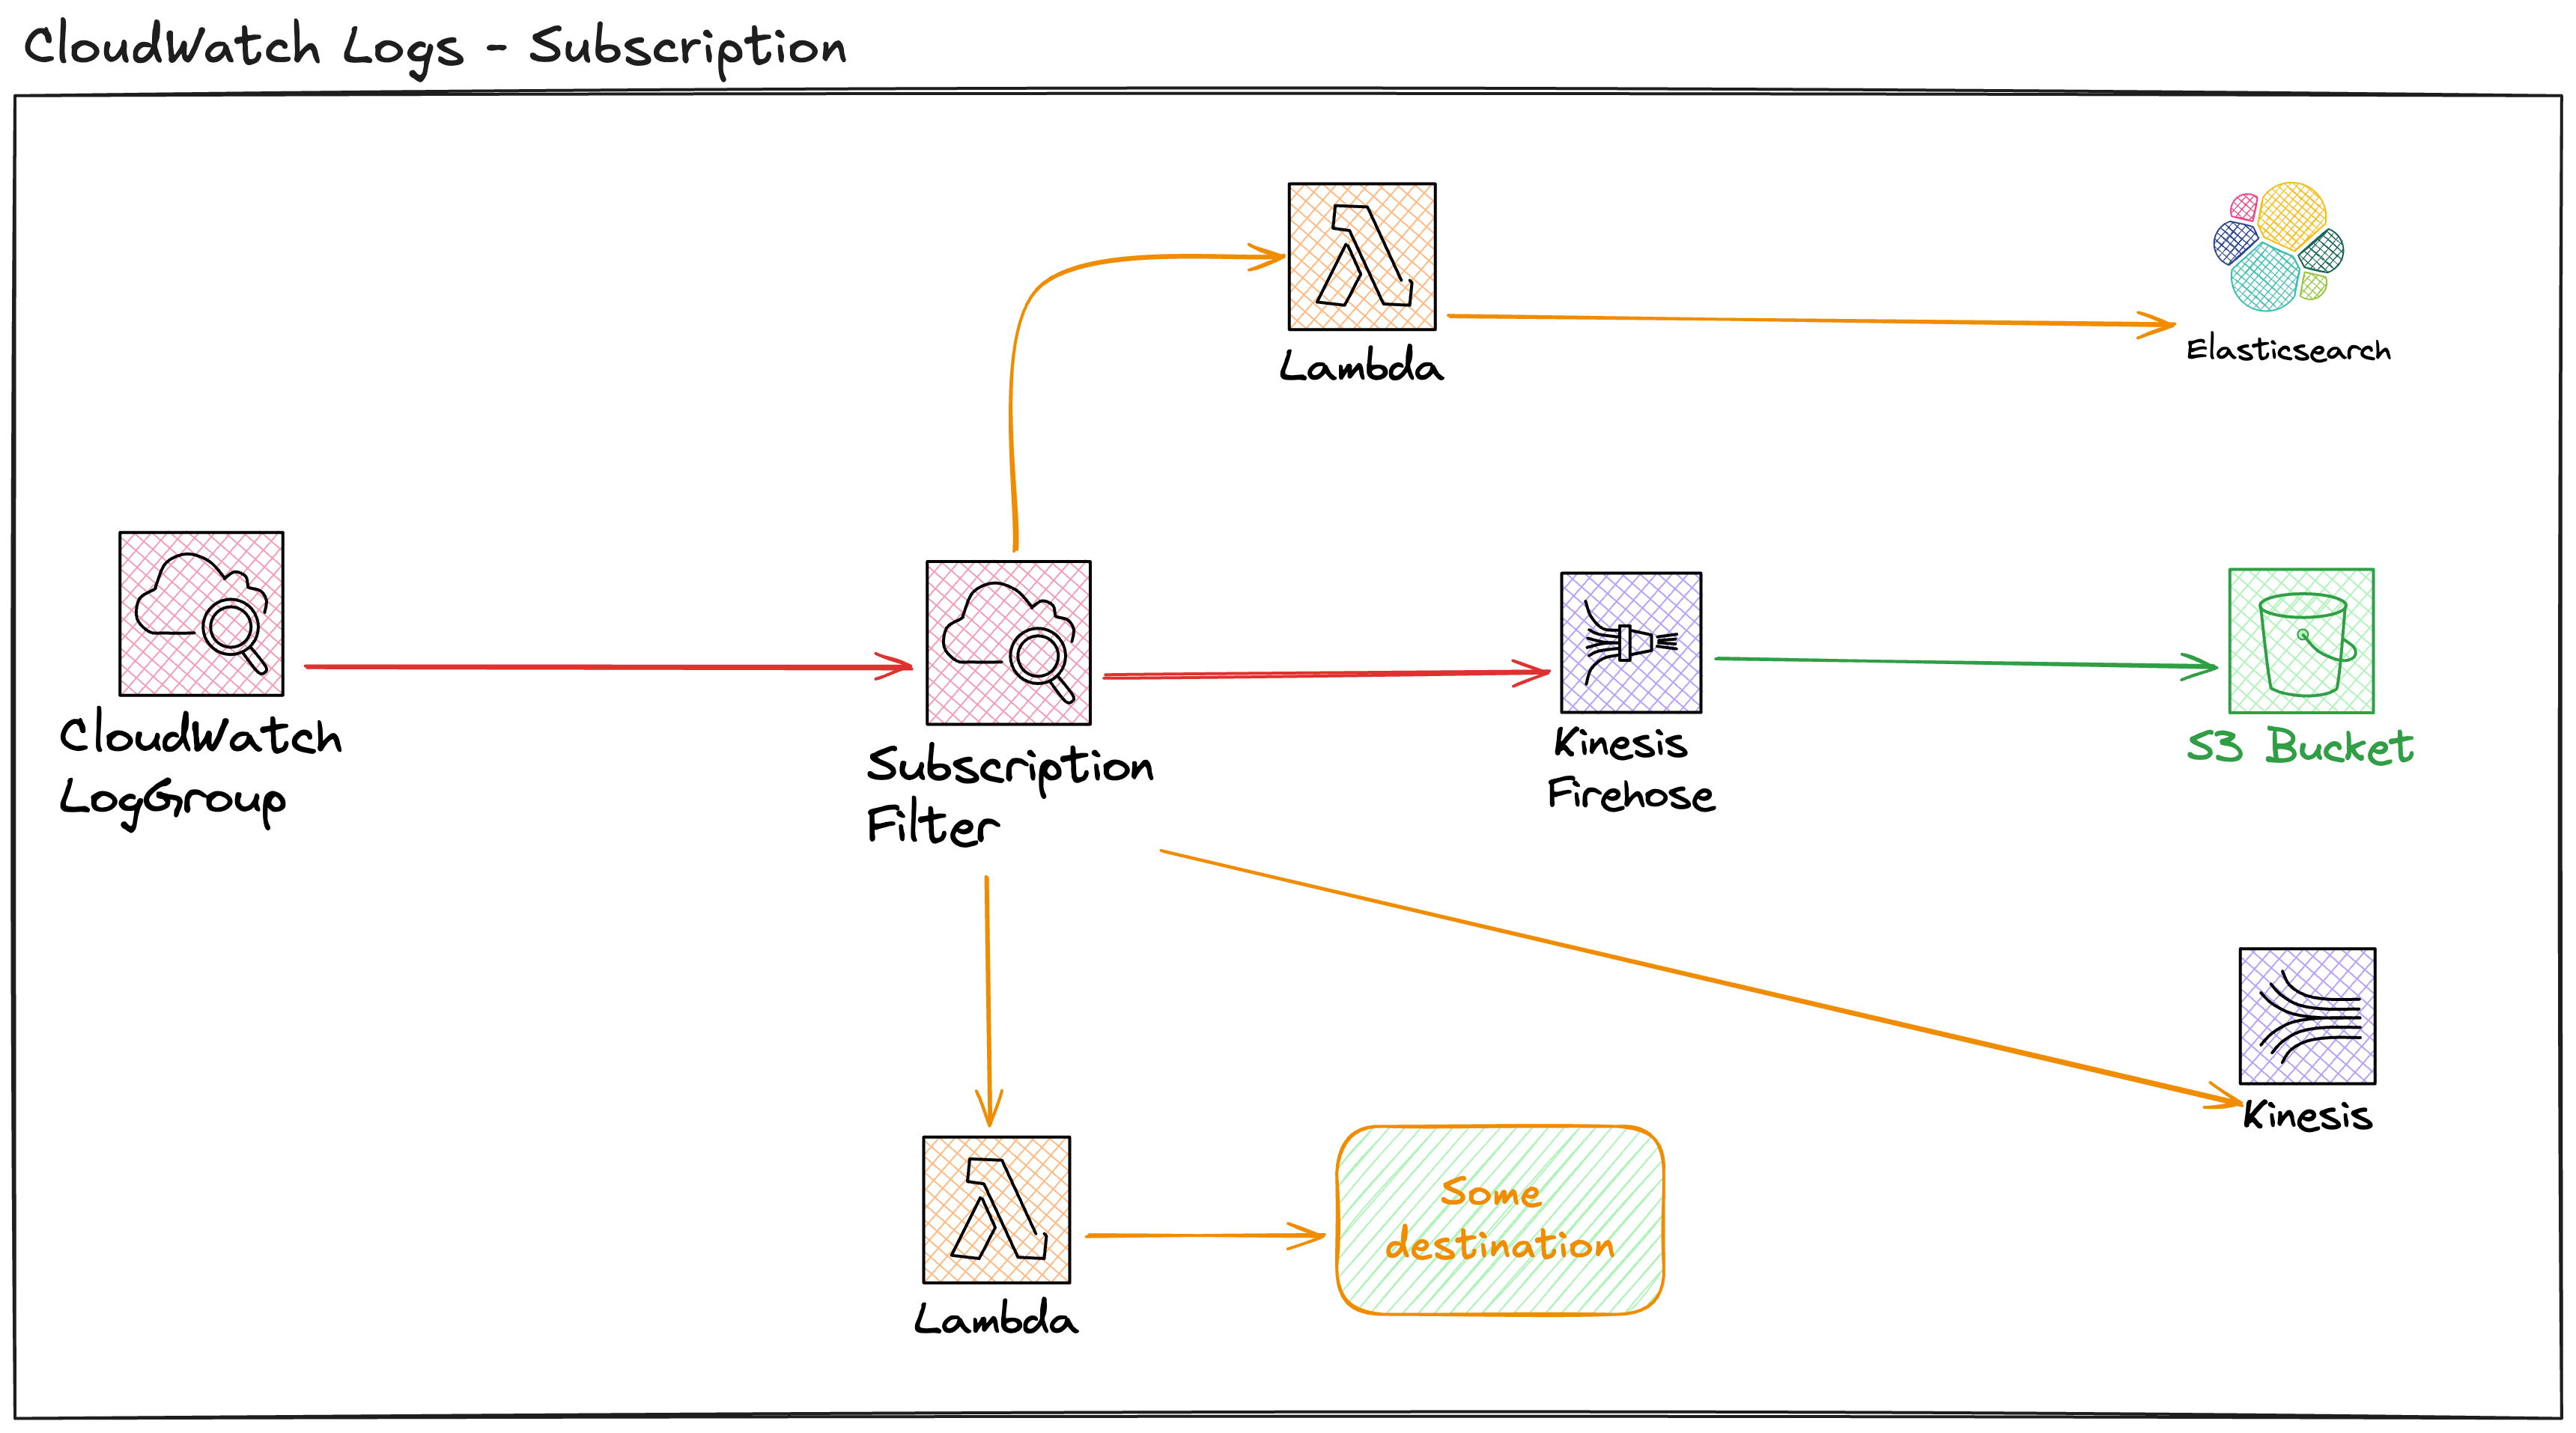 CloudWatch Logs - Subscription
Lambda
Elasticsearch
CloudWatch
LogGroup
Subscription
Filter
Kinesis
Firehose
S3 Bucket
Kinesis
Lambda
Some
destination